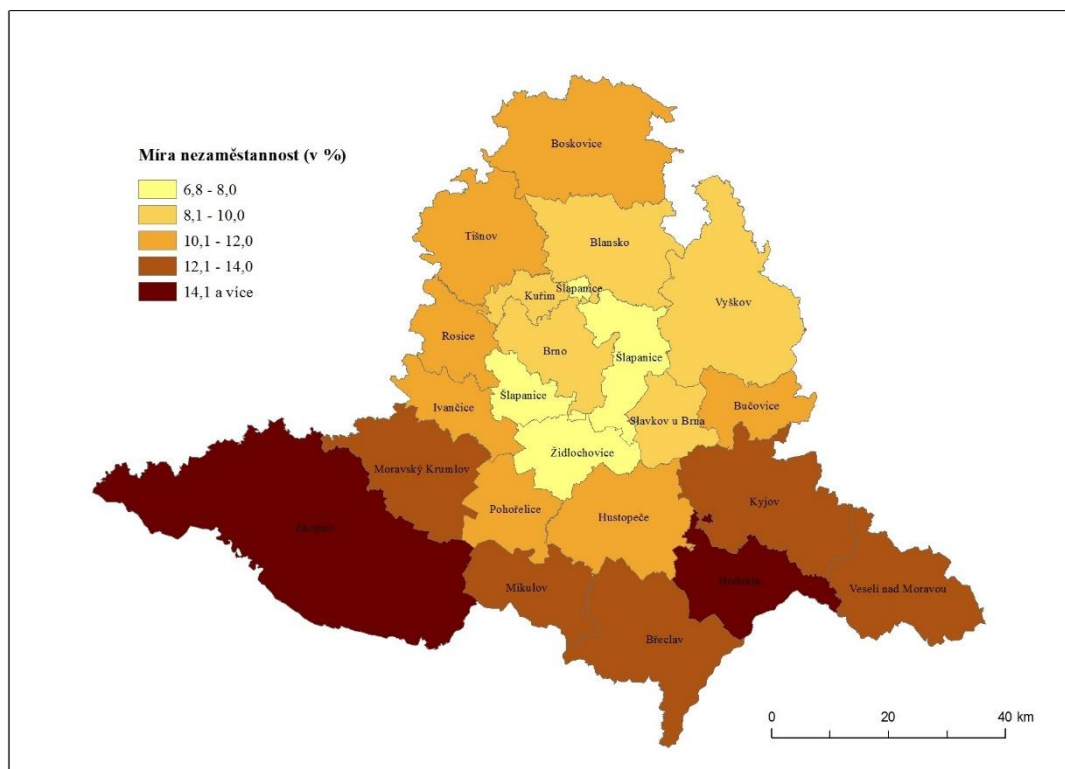 Míra nezaměstannost (v %)
6,8 - 8,0
8,1 - 10,0
10,1 - 12,0
12,1 - 14,0
14,1 a více
Boskovice
Tišnov
Blansko
Šlapanice
Kuřim
Vyškov
Rosice
Brno
Šlapanice
Šlapanice
Ivančice
Bučovice
Slavkov u Brna
Židlochovice
Moravský Krumlov
Kyjov
Pohořelice
Hustopeče
Hodonín
Mikulov
Veselí nad Moravou
Břeclav
0 20 40 km